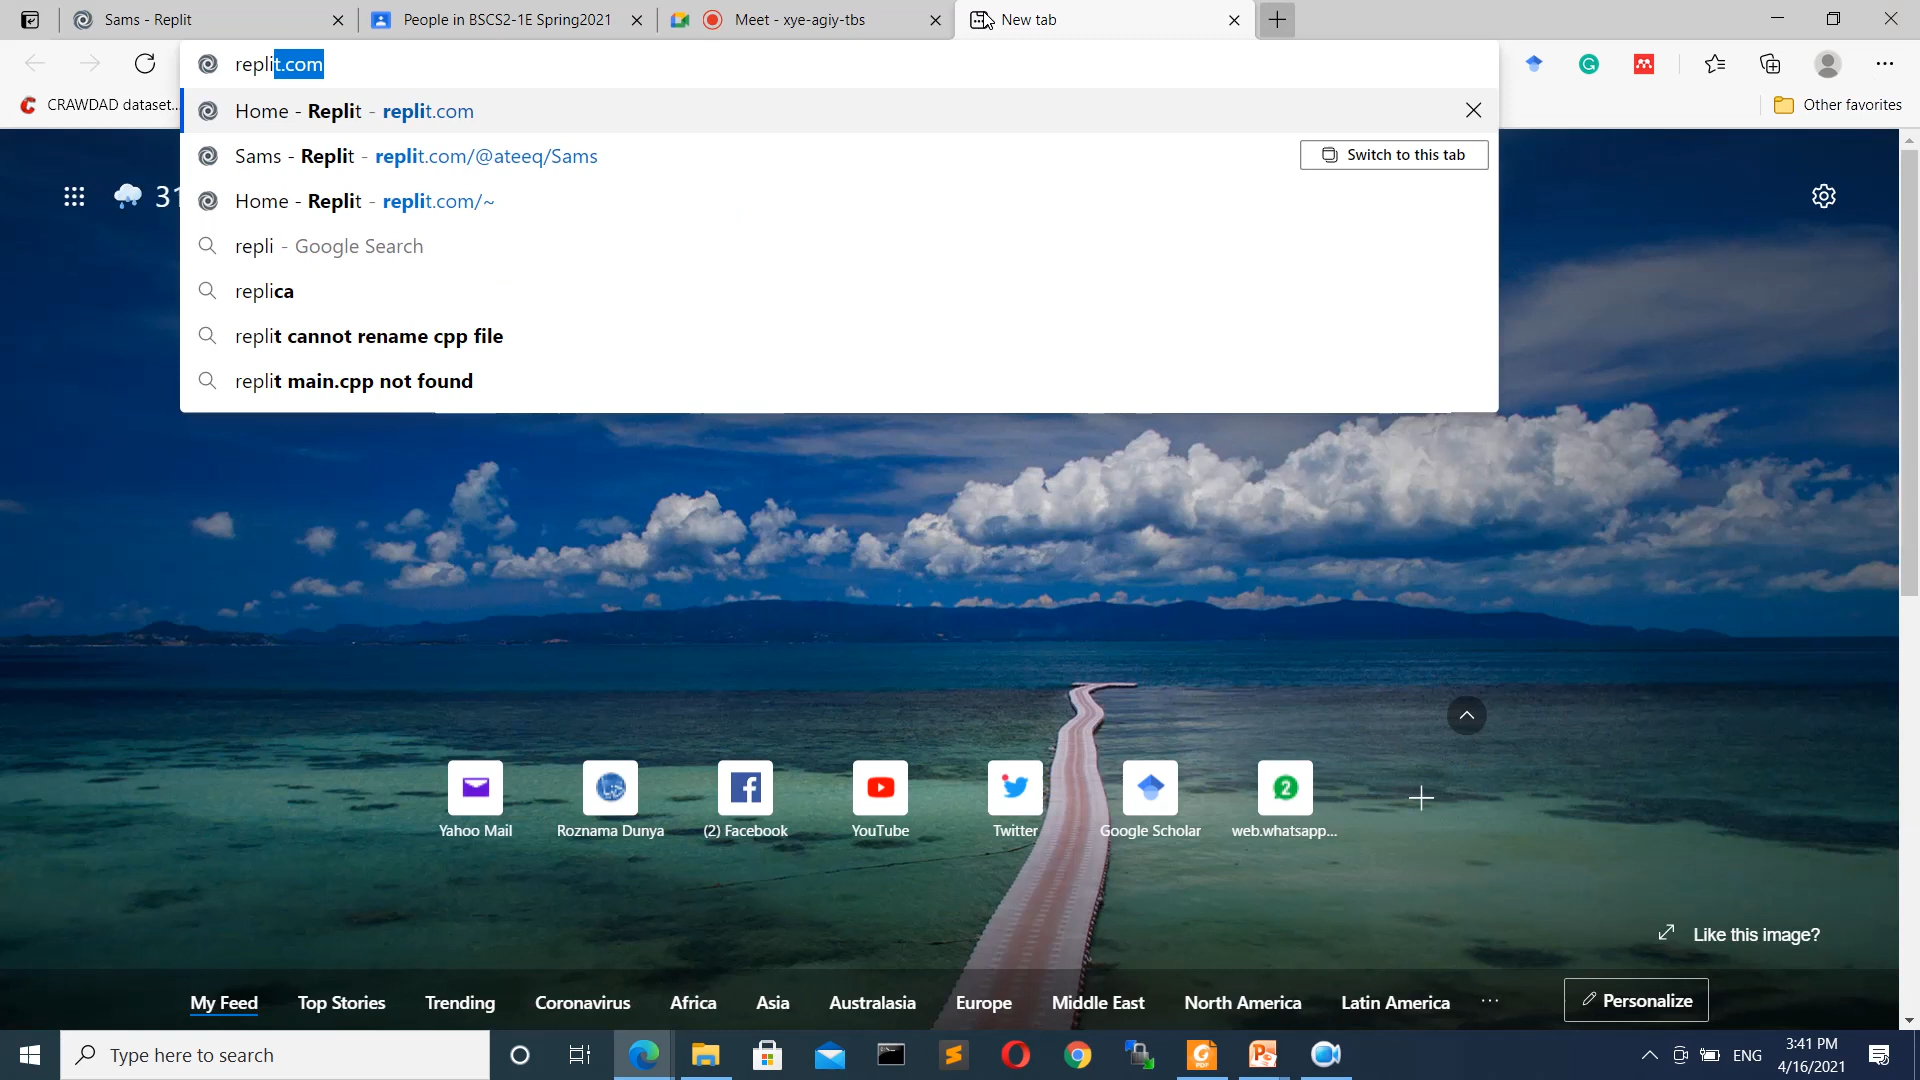 Sams - Replit
People in BSCS2-1E Spring2021
Meet - xye-agiy-tbs
New tab
replit.com
CRAWDAD dataset...
Other favorites
Home - Replit - replit.com
Sams - Replit - replit.com/@ateeq/Sams
Switch to this tab
Home - Replit - replit.com/~
repli - Google Search
replica
replit cannot rename cpp file
replit main.cpp not found
31
Yahoo Mail
Roznama Dunya
(2) Facebook
YouTube
Twitter
Google Scholar
2
web.whatsapp...
Like this image?
My Feed
Top Stories
Trending
Coronavirus
Africa
Asia
Australasia
Europe
Middle East
North America
Latin America
...
Personalize
Type here to search
ENG
3:41 PM
4/16/2021